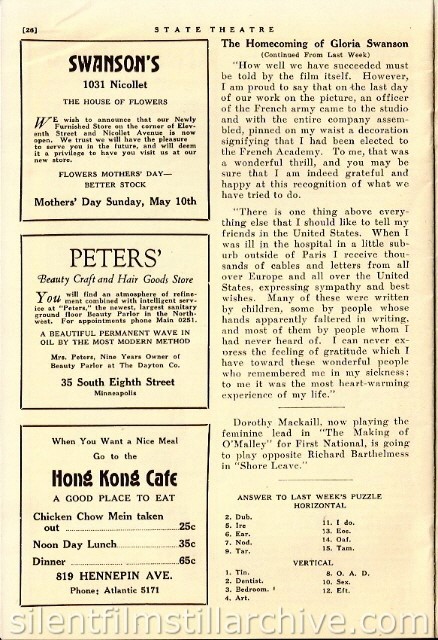 [26]
STATE THEATRE
SWANSON'S
1031 Nicollet
THE HOUSE OF FLOWERS
WE wish to announce that our Newly
Furnished Store on the corner of Elev-
enth Street and Nicollet Avenue is now
open. We trust we will have the pleasure
to serve you in the future, and will deem
it a privilege to have you visit us at our
new store.
FLOWERS MOTHERS' DAY—
BETTER STOCK
Mothers' Day Sunday, May 10th
PETERS'
Beauty Craft and Hair Goods Store
You will find an atmosphere of refine-
ment combined with intelligent serv-
ice at "Peters," the newest, largest sanitary
ground floor Beauty Parlor in the North-
west. For appointments phone Main 0251.
A BEAUTIFUL PERMANENT WAVE IN
OIL BY THE MOST MODERN METHOD
Mrs. Peters, Nine Years Owner of
Beauty Parlor at The Dayton Co.
35 South Eighth Street
Minneapolis
When You Want a Nice Meal
Go to the
Hong Kong Cafe
A GOOD PLACE TO EAT
Chicken Chow Mein taken
out ........................ 25c
Noon Day Lunch ............ 35c
Dinner ..................... 65c
819 HENNEPIN AVE.
Phone: Atlantic 5171
The Homecoming of Gloria Swanson
(Continued From Last Week)
"How well we have succeeded must
be told by the film itself. However,
I am proud to say that on the last day
of our work on the picture, an officer
of the French army came to the studio
and with the entire company assem-
bled, pinned on my waist a decoration
signifying that I had been elected to
the French Academy. To me, that was
a wonderful thrill, and you may be
sure that I am indeed grateful and
happy at this recognition of what we
have tried to do.
"There is one thing above every-
thing else that I should like to tell my
friends in the United States. When I
was ill in the hospital in a little sub-
urb outside of Paris I receive thou-
sands of cables and letters from all
over Europe and all over the United
States, expressing sympathy and best
wishes. Many of these were written
by children, some by people whose
hands apparently faltered in writing,
and most of them by people whom I
had never heard of. I can never ex-
press the feeling of gratitude which I
have toward these wonderful people
who remembered me in my sickness;
to me it was the most heart-warming
experience of my life."
Dorothy Mackaill, now playing the
feminine lead in "The Making of
O'Malley" for First National, is going
to play opposite Richard Barthelmess
in "Shore Leave."
ANSWER TO LAST WEEK'S PUZZLE
HORIZONTAL
2. Dub.
5. Ire
6. Ear.
7. Nod.
9. Tar.
11. I do.
13. Eoc.
14. Oaf.
15. Tam.
VERTICAL
1. Tin.
2. Dentist.
3. Bedroom.
4. Art.
8. O. A. D.
10. Sex.
12. Eft.
silentfilmstillarchive.com